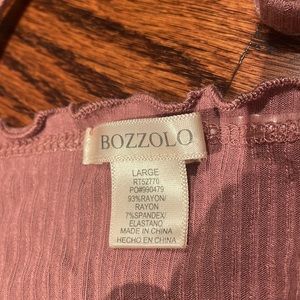 BOZZOLO
LARGE
RT52770
PO#990479
93%RAYON/
RAYON
7%SPANDEX/
ELASTANO
MADE IN CHINA
HECHO EN CHINA